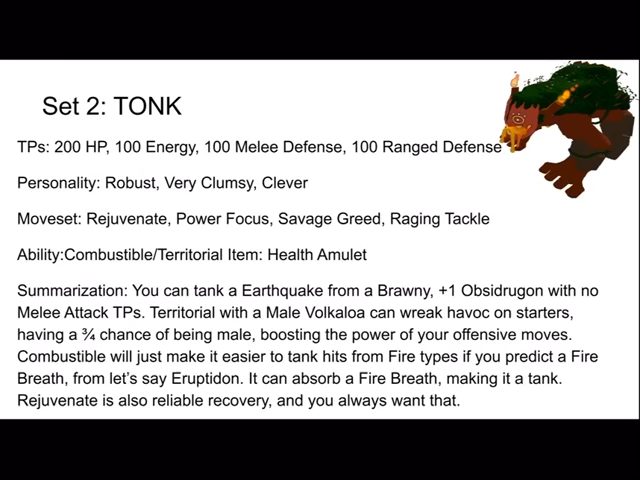 Set 2: TONK
TPs: 200 HP, 100 Energy, 100 Melee Defense, 100 Ranged Defense
Personality: Robust, Very Clumsy, Clever
Moveset: Rejuvenate, Power Focus, Savage Greed, Raging Tackle
Ability:Combustible/Territorial Item: Health Amulet
Summarization: You can tank a Earthquake from a Brawny, +1 Obsidrugon with no
Melee Attack TPs. Territorial with a Male Volkaloa can wreak havoc on starters,
having a ¾ chance of being male, boosting the power of your offensive moves.
Combustible will just make it easier to tank hits from Fire types if you predict a Fire
Breath, from let’s say Eruptidon. It can absorb a Fire Breath, making it a tank.
Rejuvenate is also reliable recovery, and you always want that.